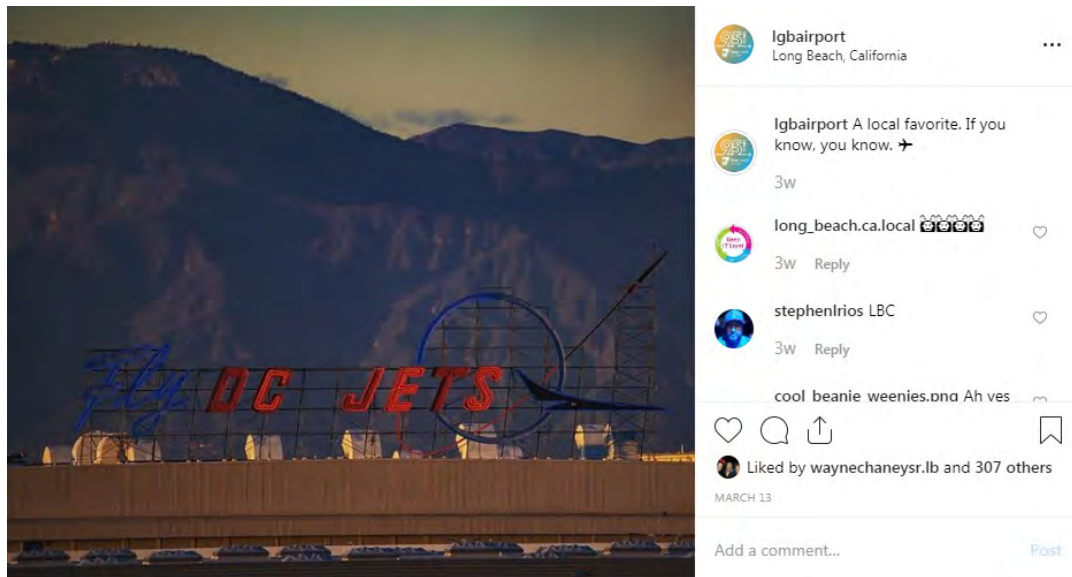 Fly DC JETS
lgbairport
Long Beach, California
lgbairport A local favorite. If you
know, you know.
3w
long_beach.ca.local
3w Reply
stephenlrios LBC
3w Reply
cool_beanie_weenies.png Ah yes
Liked by waynechaneysr.lb and 307 others
MARCH 13
Add a comment...
Post